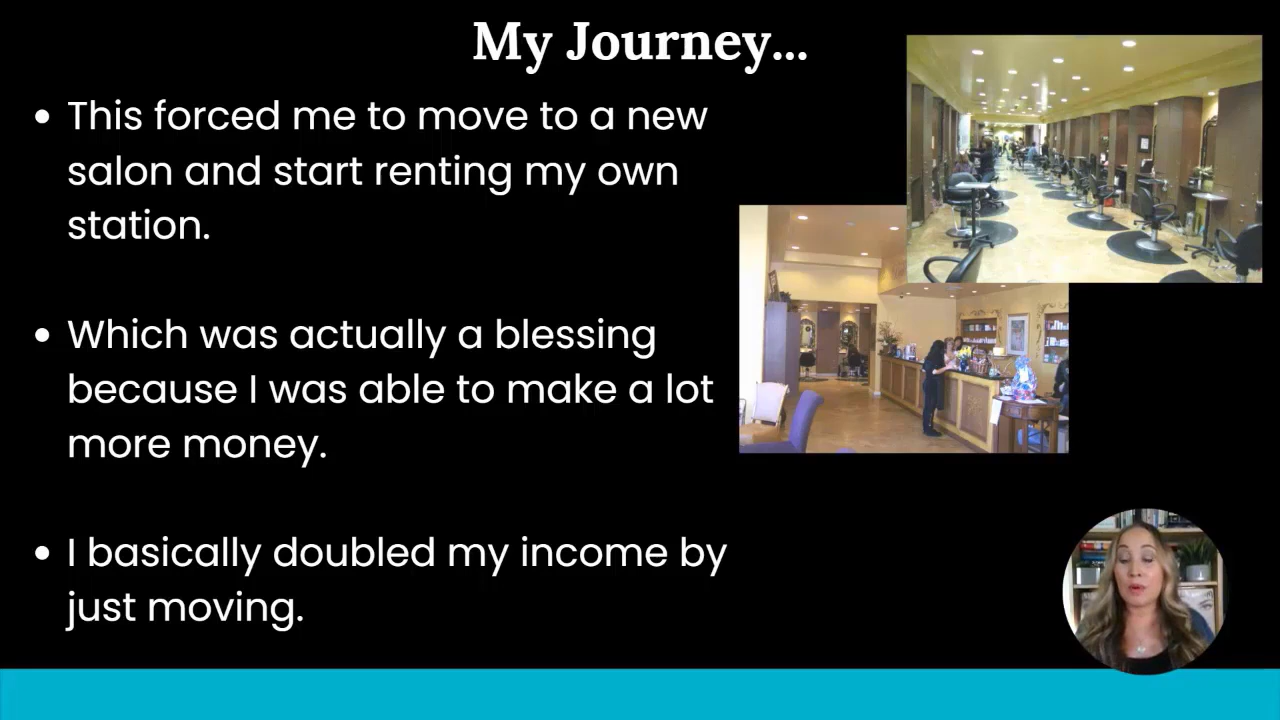 My Journey...
• This forced me to move to a new
salon and start renting my own
station.
• Which was actually a blessing
because I was able to make a lot
more money.
• I basically doubled my income by
just moving.